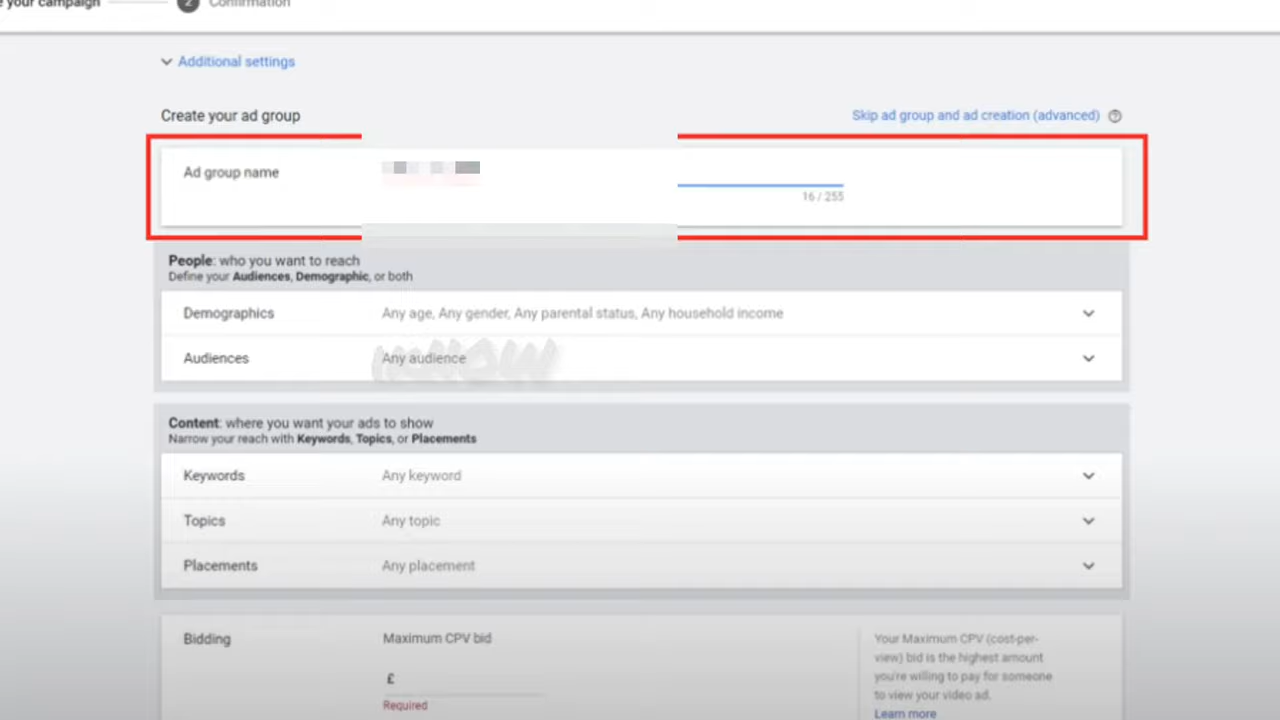 your campaign 2 Confirmation
Additional settings
Create your ad group Skip ad group and ad creation (advanced)
Ad group name
16 / 255
People: who you want to reach
Define your Audiences, Demographic, or both
Demographics Any age, Any gender, Any parental status, Any household income
Audiences Any audience
Content: where you want your ads to show
Narrow your reach with Keywords, Topics, or Placements
Keywords Any keyword
Topics Any topic
Placements Any placement
Bidding Maximum CPV bid
£
Required
Your Maximum CPV (cost-per-
view) bid is the highest amount
you're willing to pay for someone
to view your video ad.
Learn more